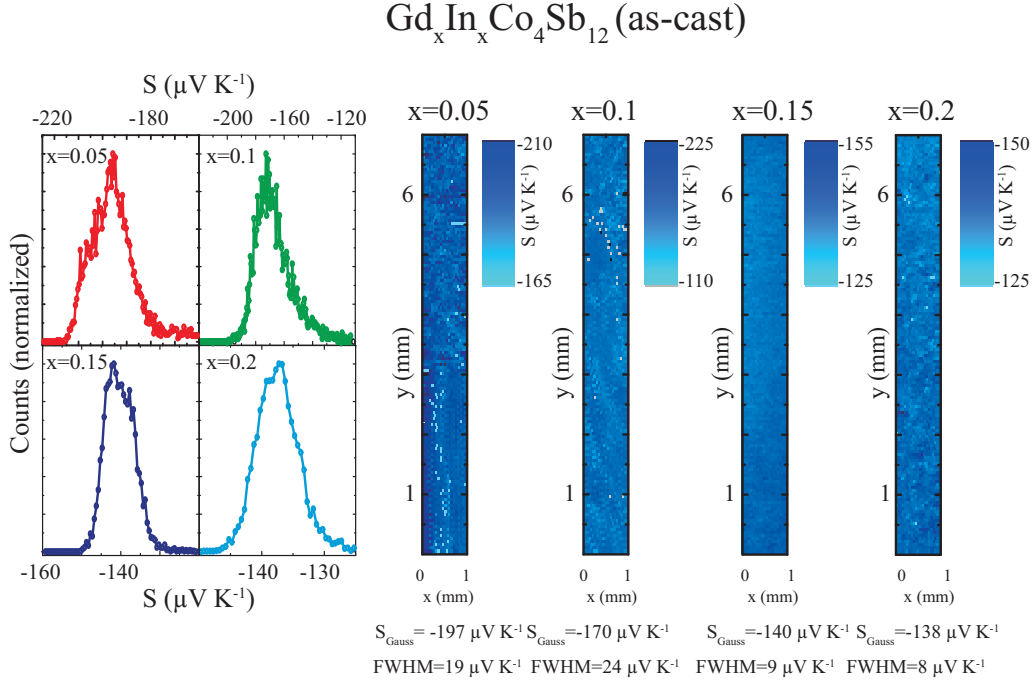 Gd_xIn_xCo_4Sb_12 (as-cast)
S (µV K^-1)
-220 -180 -200 -160 -120
x=0.05
x=0.1
x=0.15
x=0.2
Counts (normalized)
-160 -140 -140 -130
S (µV K^-1)
x=0.05 x=0.1 x=0.15 x=0.2
-210 -225 -155 -150
S (µV K^-1) S (µV K^-1) S (µV K^-1) S (µV K^-1)
-165 -110 -125 -125
6 6 6 6
y (mm) y (mm) y (mm) y (mm)
1 1 1 1
0 1 0 1 0 1 0 1
x (mm) x (mm) x (mm) x (mm)
S_Gauss= -197 µV K^-1 S_Gauss=-170 µV K^-1 S_Gauss=-140 µV K^-1 S_Gauss=-138 µV K^-1
FWHM=19 µV K^-1 FWHM=24 µV K^-1 FWHM=9 µV K^-1 FWHM=8 µV K^-1